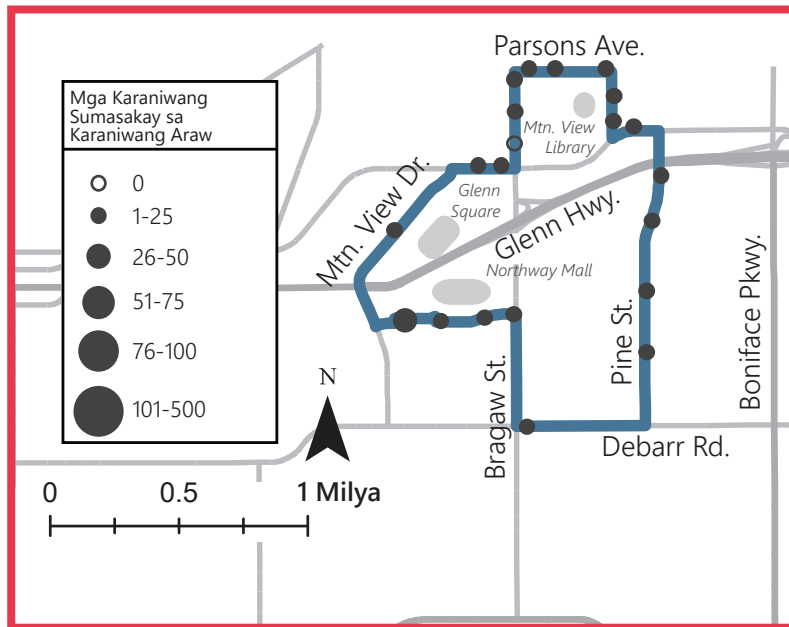 Parsons Ave.
Mga Karaniwang
Sumasakay sa
Karaniwang Araw
0
1-25
26-50
51-75
76-100
101-500
Mtn. View
Library
Mtn. View Dr.
Glenn
Square
Glenn Hwy.
Northway Mall
Bragaw St.
Pine St.
Boniface Pkwy.
Debarr Rd.
N
0
0.5
1 Milya